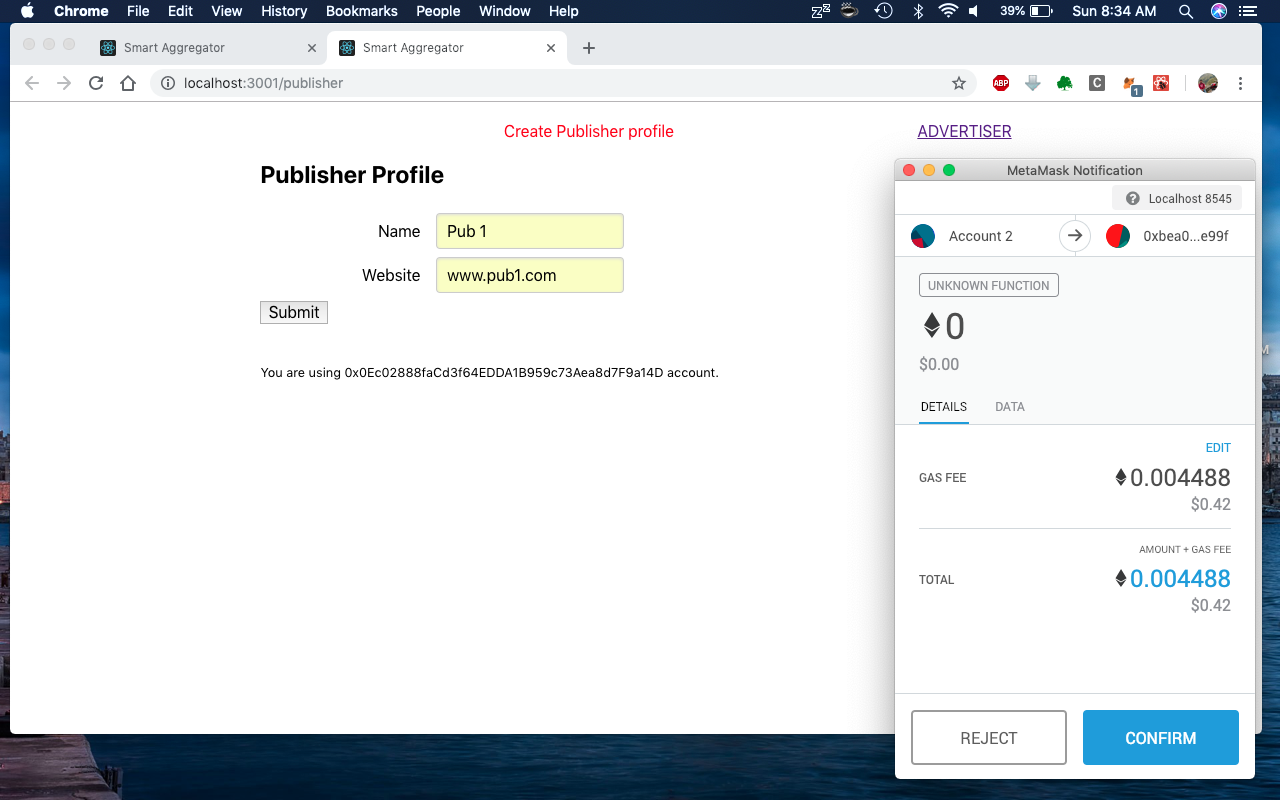 Chrome File Edit View History Bookmarks People Window Help 39% Sun 8:34 AM
Smart Aggregator
Smart Aggregator
localhost:3001/publisher
ABP
C
1
Create Publisher profile
ADVERTISER
Publisher Profile
Name
Pub 1
Website
www.pub1.com
Submit
You are using 0x0Ec02888faCd3f64EDDA1B959c73Aea8d7F9a14D account.
MetaMask Notification
? Localhost 8545
Account 2
0xbea0...e99f
UNKNOWN FUNCTION
0
$0.00
DETAILS DATA
EDIT
GAS FEE 0.004488
$0.42
AMOUNT + GAS FEE
TOTAL 0.004488
$0.42
REJECT CONFIRM
M